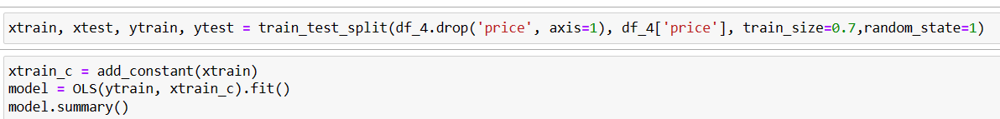 xtrain, xtest, ytrain, ytest = train_test_split(df_4.drop('price', axis=1), df_4['price'], train_size=0.7,random_state=1)
xtrain_c = add_constant(xtrain)
model = OLS(ytrain, xtrain_c).fit()
model.summary()